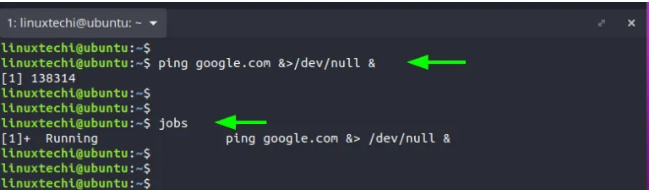 1: linuxtechi@ubuntu: ~
linuxtechi@ubuntu:~$
linuxtechi@ubuntu:~$ ping google.com &>/dev/null &
[1] 138314
linuxtechi@ubuntu:~$
linuxtechi@ubuntu:~$
linuxtechi@ubuntu:~$ jobs
[1]+  Running                 ping google.com &> /dev/null &
linuxtechi@ubuntu:~$
linuxtechi@ubuntu:~$
linuxtechi@ubuntu:~$